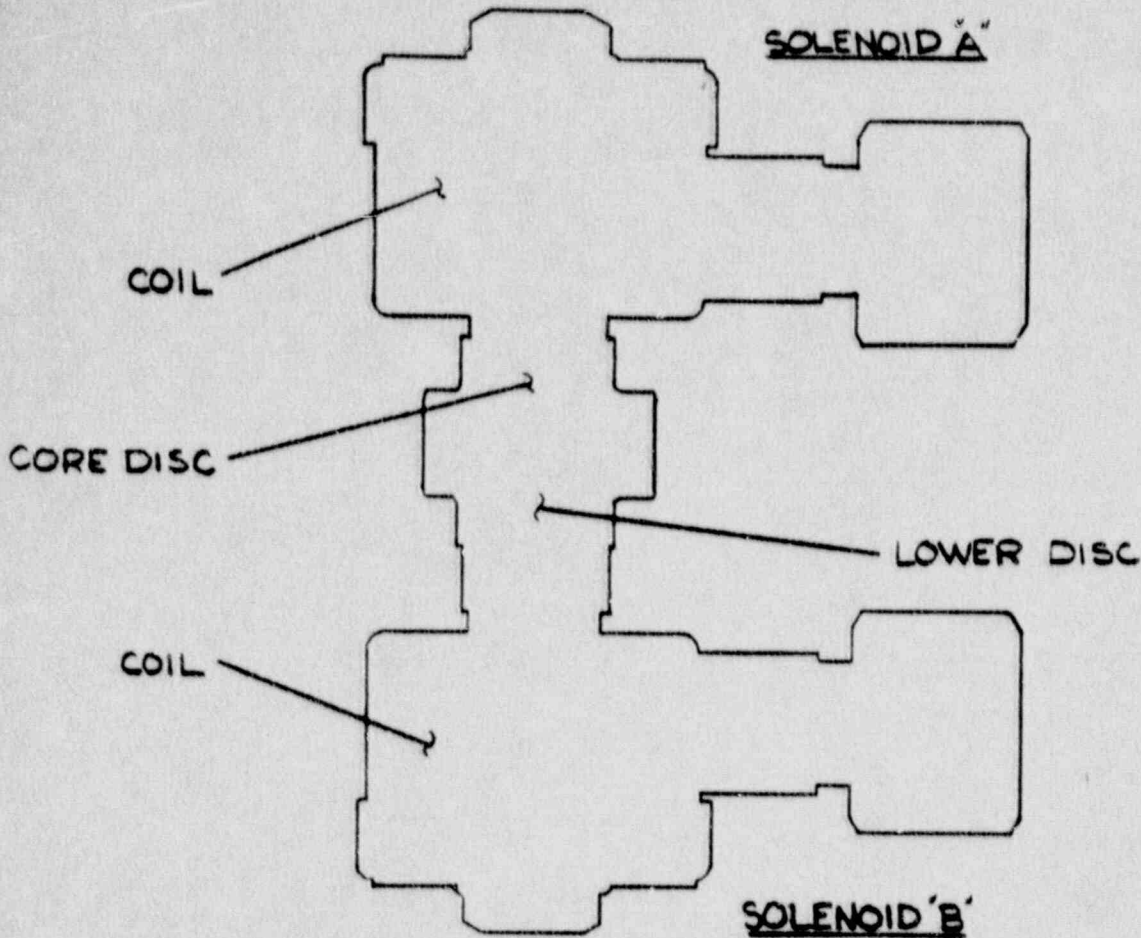 SOLENOID "A"
COIL
CORE DISC
LOWER DISC
COIL
SOLENOID 'B'